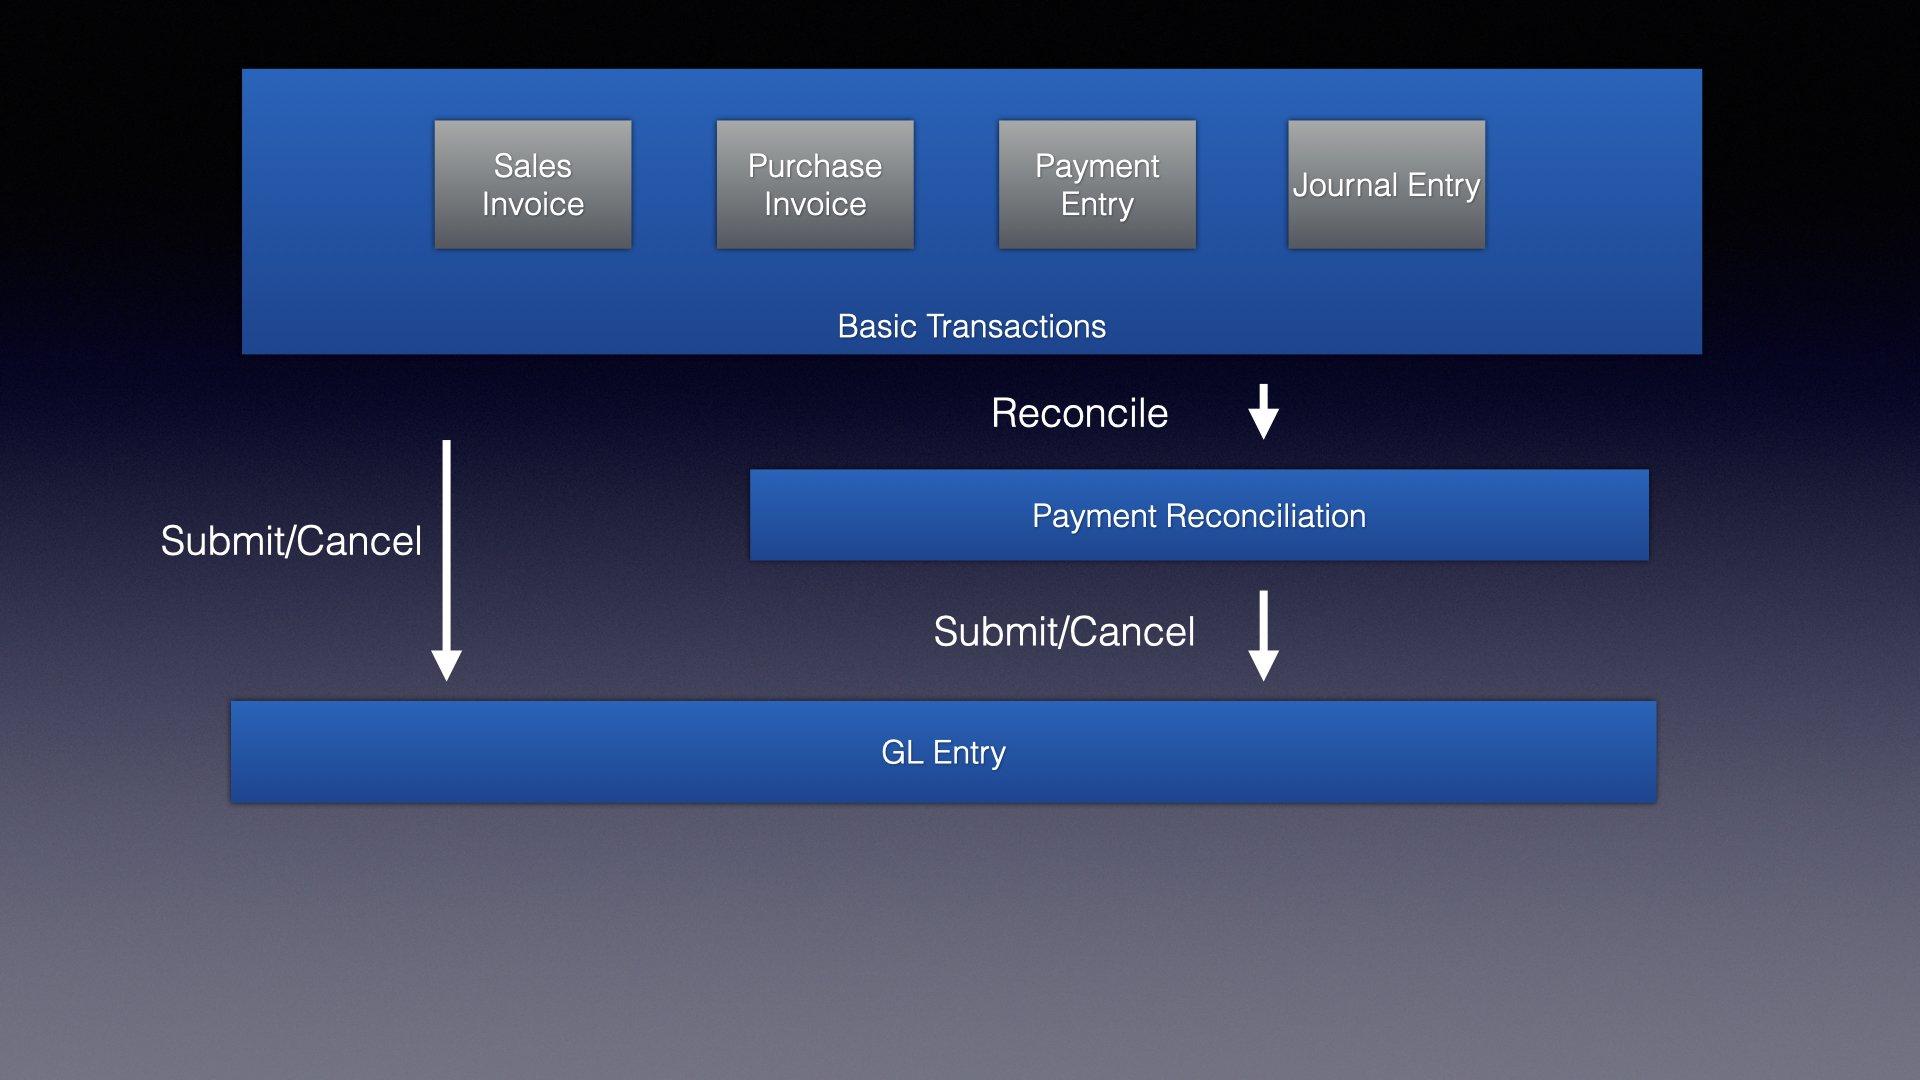 Sales
Invoice
Purchase
Invoice
Payment
Entry
Journal Entry
Basic Transactions
Reconcile
Submit/Cancel
Payment Reconciliation
Submit/Cancel
GL Entry